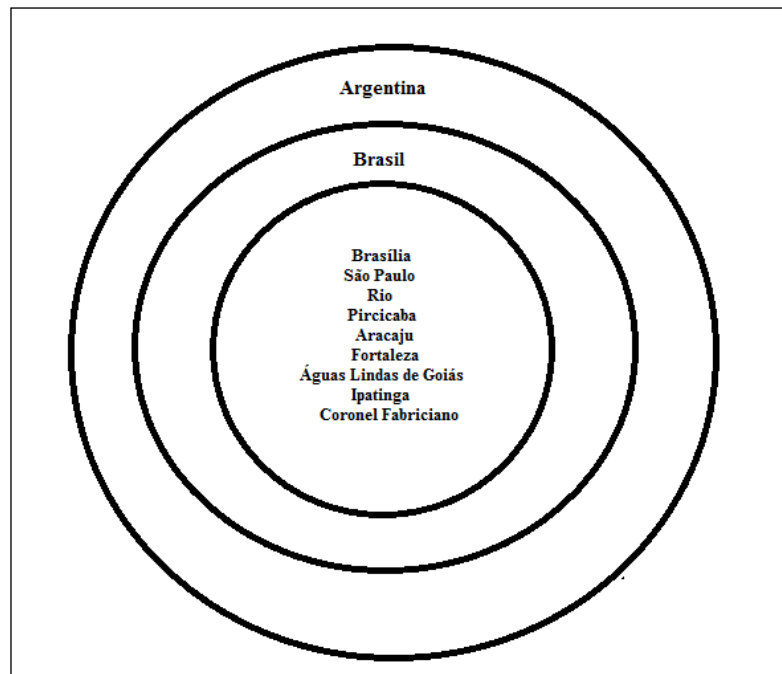 Argentina
Brasil
Brasília
São Paulo
Rio
Pircicaba
Aracaju
Fortaleza
Águas Lindas de Goiás
Ipatinga
Coronel Fabriciano